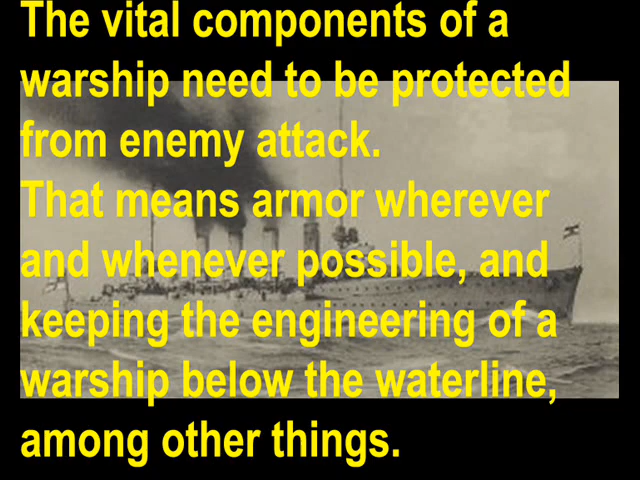 The vital components of a
warship need to be protected
from enemy attack.
That means armor wherever
and whenever possible, and
keeping the engineering of a
warship below the waterline,
among other things.